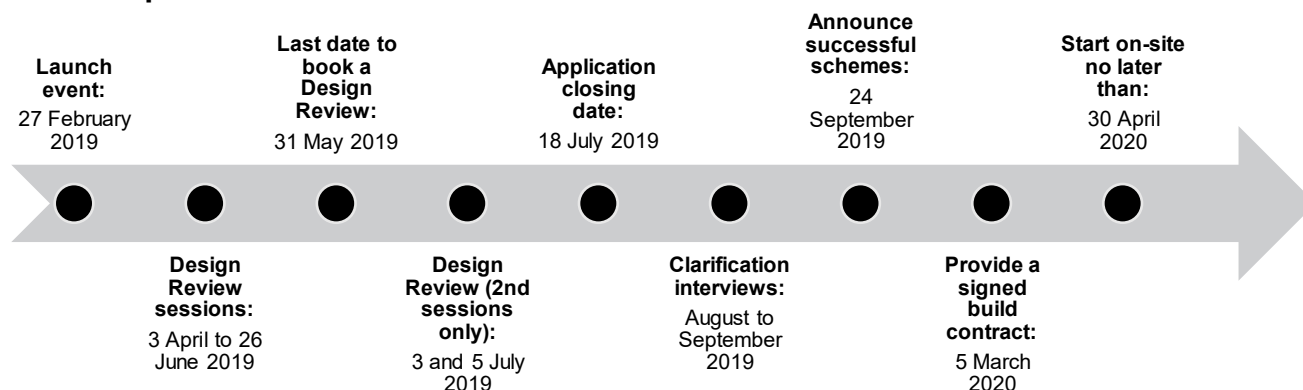 Launch
event:
27 February
2019
Design
Review
sessions:
3 April to 26
June 2019
Last date to
book a
Design
Review:
31 May 2019
Design
Review (2nd
sessions
only):
3 and 5 July
2019
Application
closing
date:
18 July 2019
Clarification
interviews:
August to
September
2019
Announce
successful
schemes:
24
September
2019
Provide a
signed
build
contract:
5 March
2020
Start on-site
no later
than:
30 April
2020